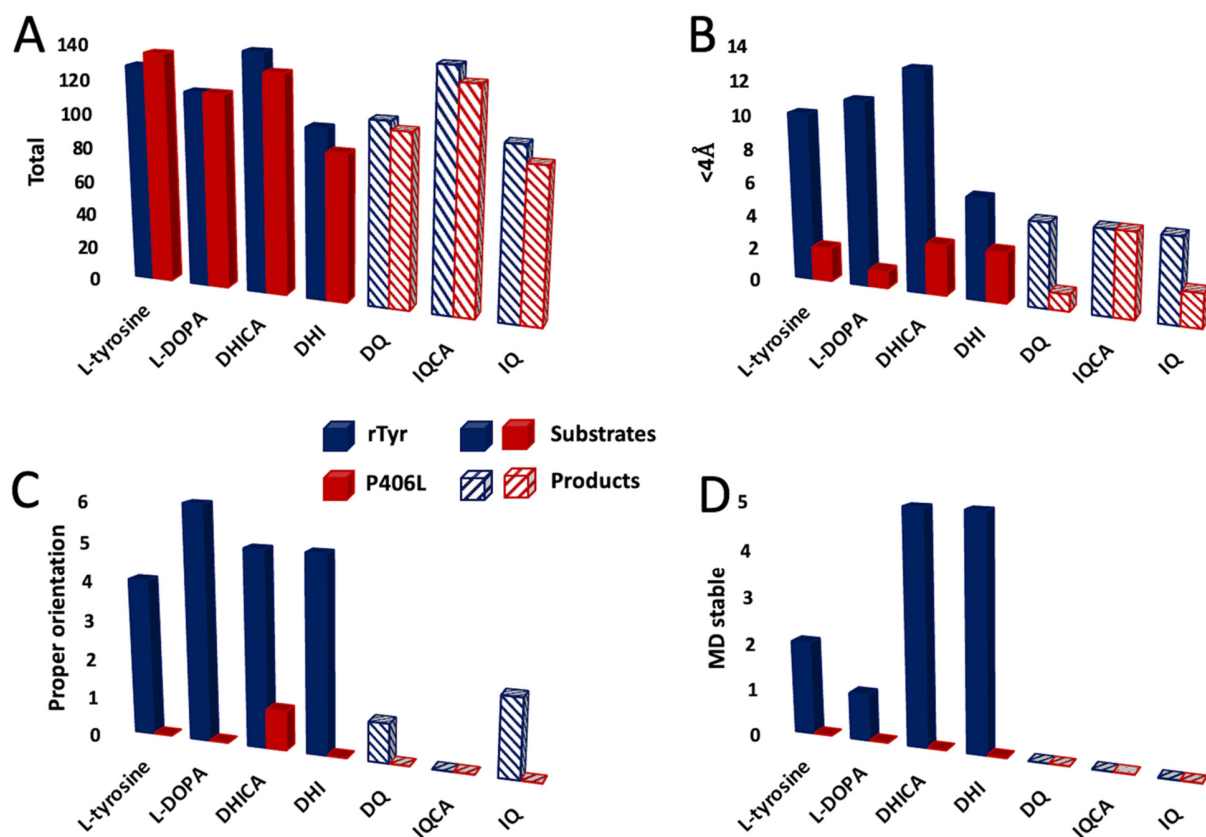 A
Total
140
120
100
80
60
40
20
0
L-tyrosine
L-DOPA
DHICA
DHI
DQ
IQCA
IQ
B
<4Å
14
12
10
8
6
4
2
0
L-tyrosine
L-DOPA
DHICA
DHI
DQ
IQCA
IQ
rTyr
Substrates
P406L
Products
C
Proper orientation
6
5
4
3
2
1
0
L-tyrosine
L-DOPA
DHICA
DHI
DQ
IQCA
IQ
D
MD stable
5
4
3
2
1
0
L-tyrosine
L-DOPA
DHICA
DHI
DQ
IQCA
IQ